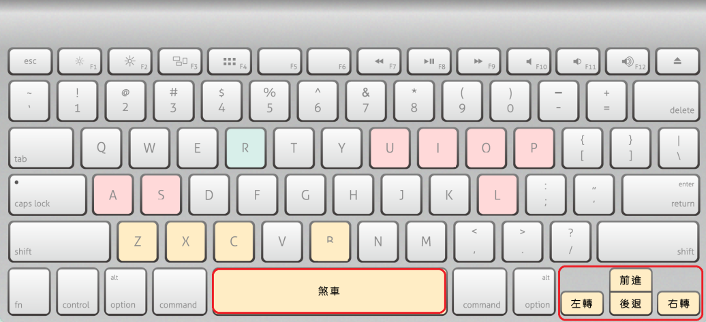 esc F1 F2 F3 F4 F5 F6 F7 F8 F9 F10 F11 F12
~ ` ! 1 @ 2 # 3 $ 4 % 5 ^ 6 & 7 * 8 ( 9 ) 0 — - + = delete
tab Q W E R T Y U I O P { [ } ] | \
caps lock A S D F G H J K L : ; " ' enter return
shift Z X C V B N M < , > . ? / shift
fn control alt option command 煞車 command alt option 前進
左轉 後退 右轉